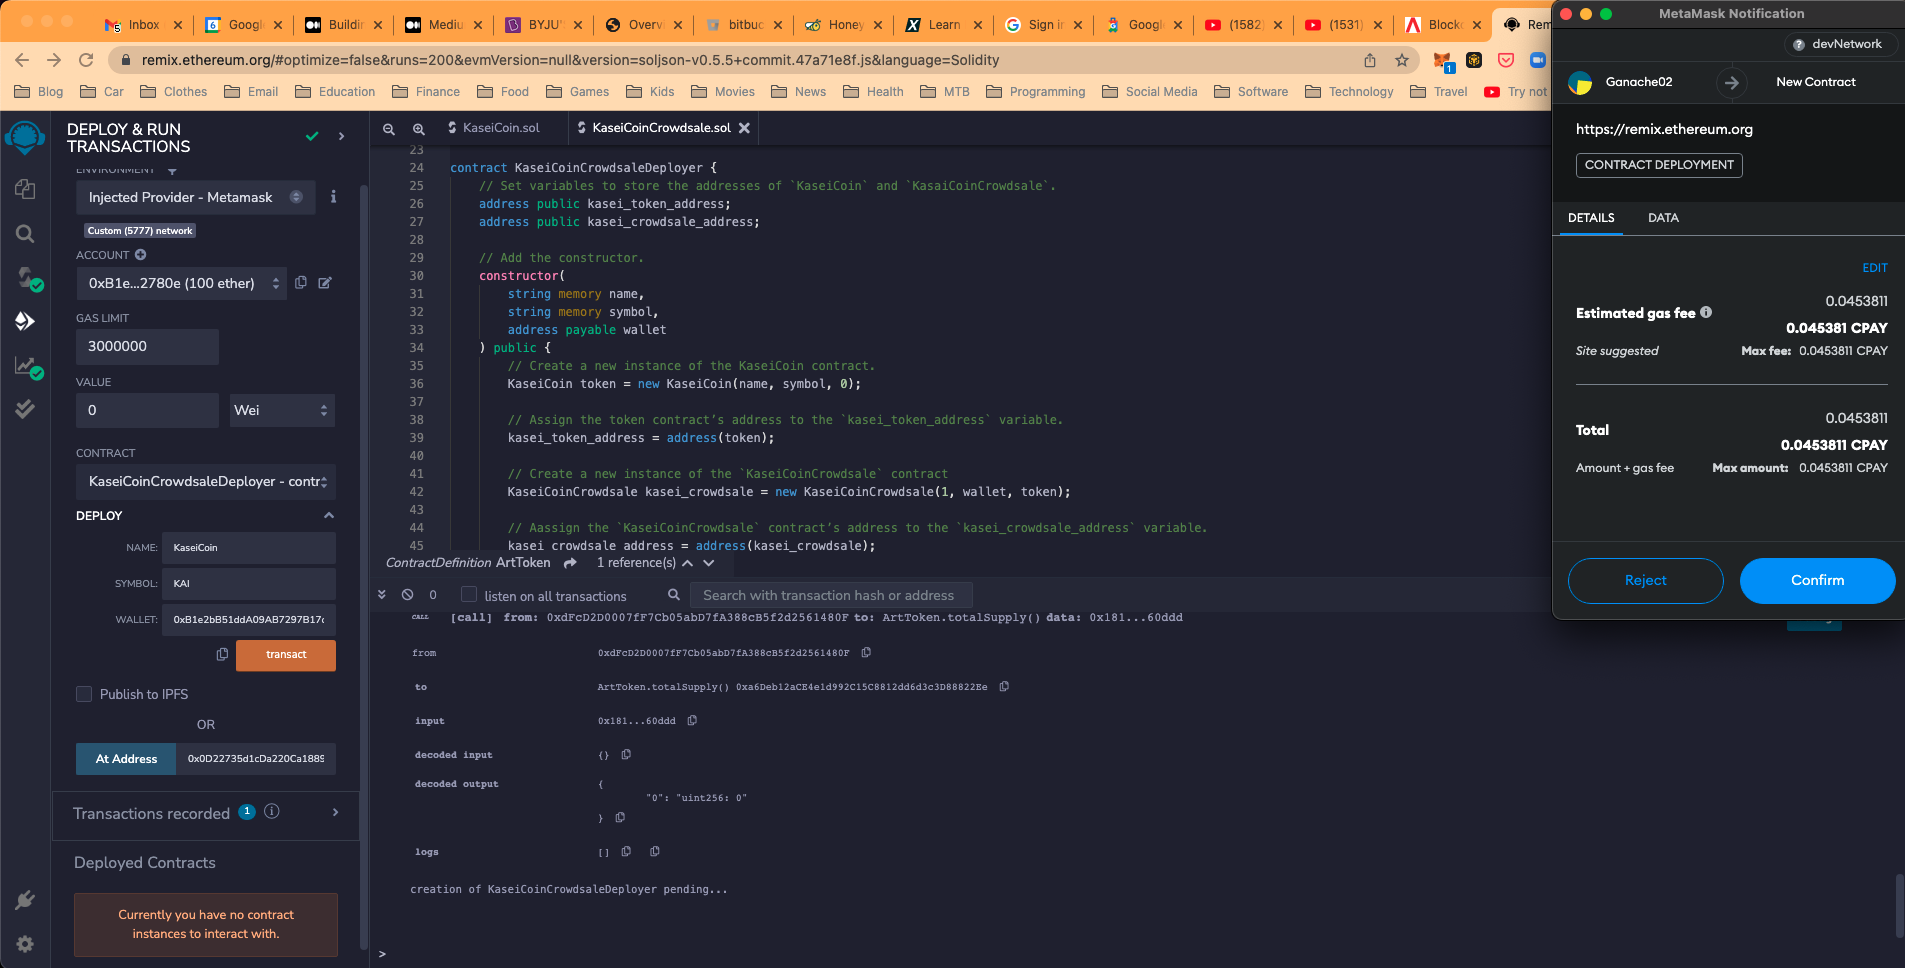 Inbox
Google
Buildin
Mediu
BYJU'
Overvi
bitbuc
Honey
Learn
Sign in
Googl
(1582)
(1531)
Blockc
Rem
remix.ethereum.org/#optimize=false&runs=200&evmVersion=null&version=soljson-v0.5.5+commit.47a71e8f.js&language=Solidity
1
Blog
Car
Clothes
Email
Education
Finance
Food
Games
Kids
Movies
News
Health
MTB
Programming
Social Media
Software
Technology
Travel
Try not
DEPLOY & RUN
TRANSACTIONS
ENVIRONMENT
Injected Provider - Metamask
Custom (5777) network
ACCOUNT
0xB1e...2780e (100 ether)
GAS LIMIT
3000000
VALUE
0
Wei
CONTRACT
KaseiCoinCrowdsaleDeployer - contr
DEPLOY
NAME: KaseiCoin
SYMBOL: KAI
WALLET: 0xB1e2bB51ddA09AB7297B17c
transact
Publish to IPFS
OR
At Address 0x0D22735d1cDa220Ca1889
Transactions recorded 1
Deployed Contracts
Currently you have no contract
instances to interact with.
KaseiCoin.sol
KaseiCoinCrowdsale.sol
23
24 contract KaseiCoinCrowdsaleDeployer {
25 // Set variables to store the addresses of `KaseiCoin` and `KasaiCoinCrowdsale`.
26 address public kasei_token_address;
27 address public kasei_crowdsale_address;
28
29 // Add the constructor.
30 constructor(
31 string memory name,
32 string memory symbol,
33 address payable wallet
34 ) public {
35 // Create a new instance of the KaseiCoin contract.
36 KaseiCoin token = new KaseiCoin(name, symbol, 0);
37
38 // Assign the token contract’s address to the `kasei_token_address` variable.
39 kasei_token_address = address(token);
40
41 // Create a new instance of the `KaseiCoinCrowdsale` contract
42 KaseiCoinCrowdsale kasei_crowdsale = new KaseiCoinCrowdsale(1, wallet, token);
43
44 // Aassign the `KaseiCoinCrowdsale` contract’s address to the `kasei_crowdsale_address` variable.
45 kasei_crowdsale_address = address(kasei_crowdsale);
ContractDefinition ArtToken 1 reference(s)
0
listen on all transactions
Search with transaction hash or address
CALL [call] from: 0xdFcD2D0007fF7Cb05abD7fA388cB5f2d2561480F to: ArtToken.totalSupply() data: 0x181...60ddd
from 0xdFcD2D0007fF7Cb05abD7fA388cB5f2d2561480F
to ArtToken.totalSupply() 0xa6Deb12aCE4e1d992C15C8812dd6d3c3D88822Ee
input 0x181...60ddd
decoded input {}
decoded output {
"0": "uint256: 0"
}
logs []
creation of KaseiCoinCrowdsaleDeployer pending...
>
MetaMask Notification
devNetwork
Ganache02
New Contract
https://remix.ethereum.org
CONTRACT DEPLOYMENT
DETAILS
DATA
EDIT
0.0453811
Estimated gas fee
0.045381 CPAY
Site suggested
Max fee: 0.0453811 CPAY
0.0453811
Total
0.0453811 CPAY
Amount + gas fee
Max amount: 0.0453811 CPAY
Reject
Confirm